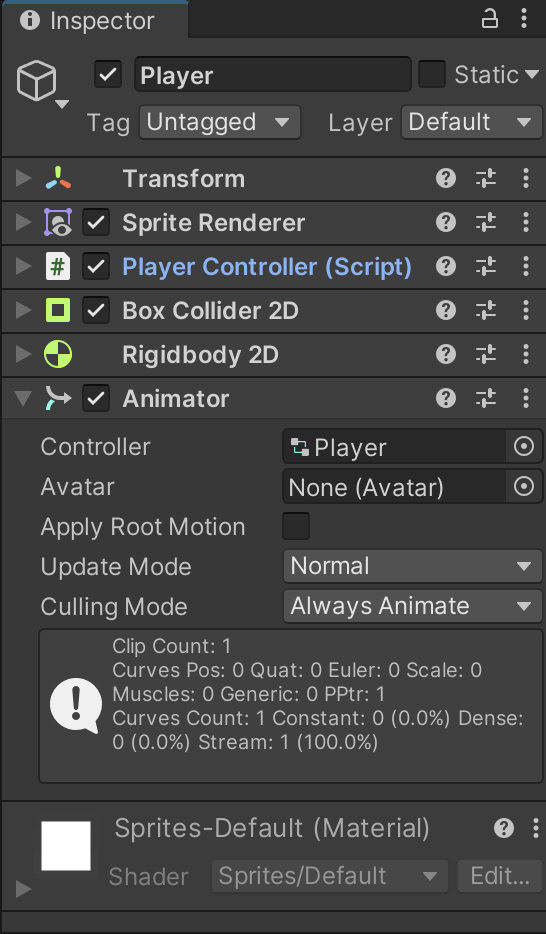 Inspector
Player Static
Tag Untagged Layer Default
Transform
Sprite Renderer
# Player Controller (Script)
Box Collider 2D
Rigidbody 2D
Animator
Controller Player
Avatar None (Avatar)
Apply Root Motion
Update Mode Normal
Culling Mode Always Animate
Clip Count: 1
Curves Pos: 0 Quat: 0 Euler: 0 Scale: 0
Muscles: 0 Generic: 0 PPtr: 1
Curves Count: 1 Constant: 0 (0.0%) Dense:
0 (0.0%) Stream: 1 (100.0%)
Sprites-Default (Material)
Shader Sprites/Default Edit...